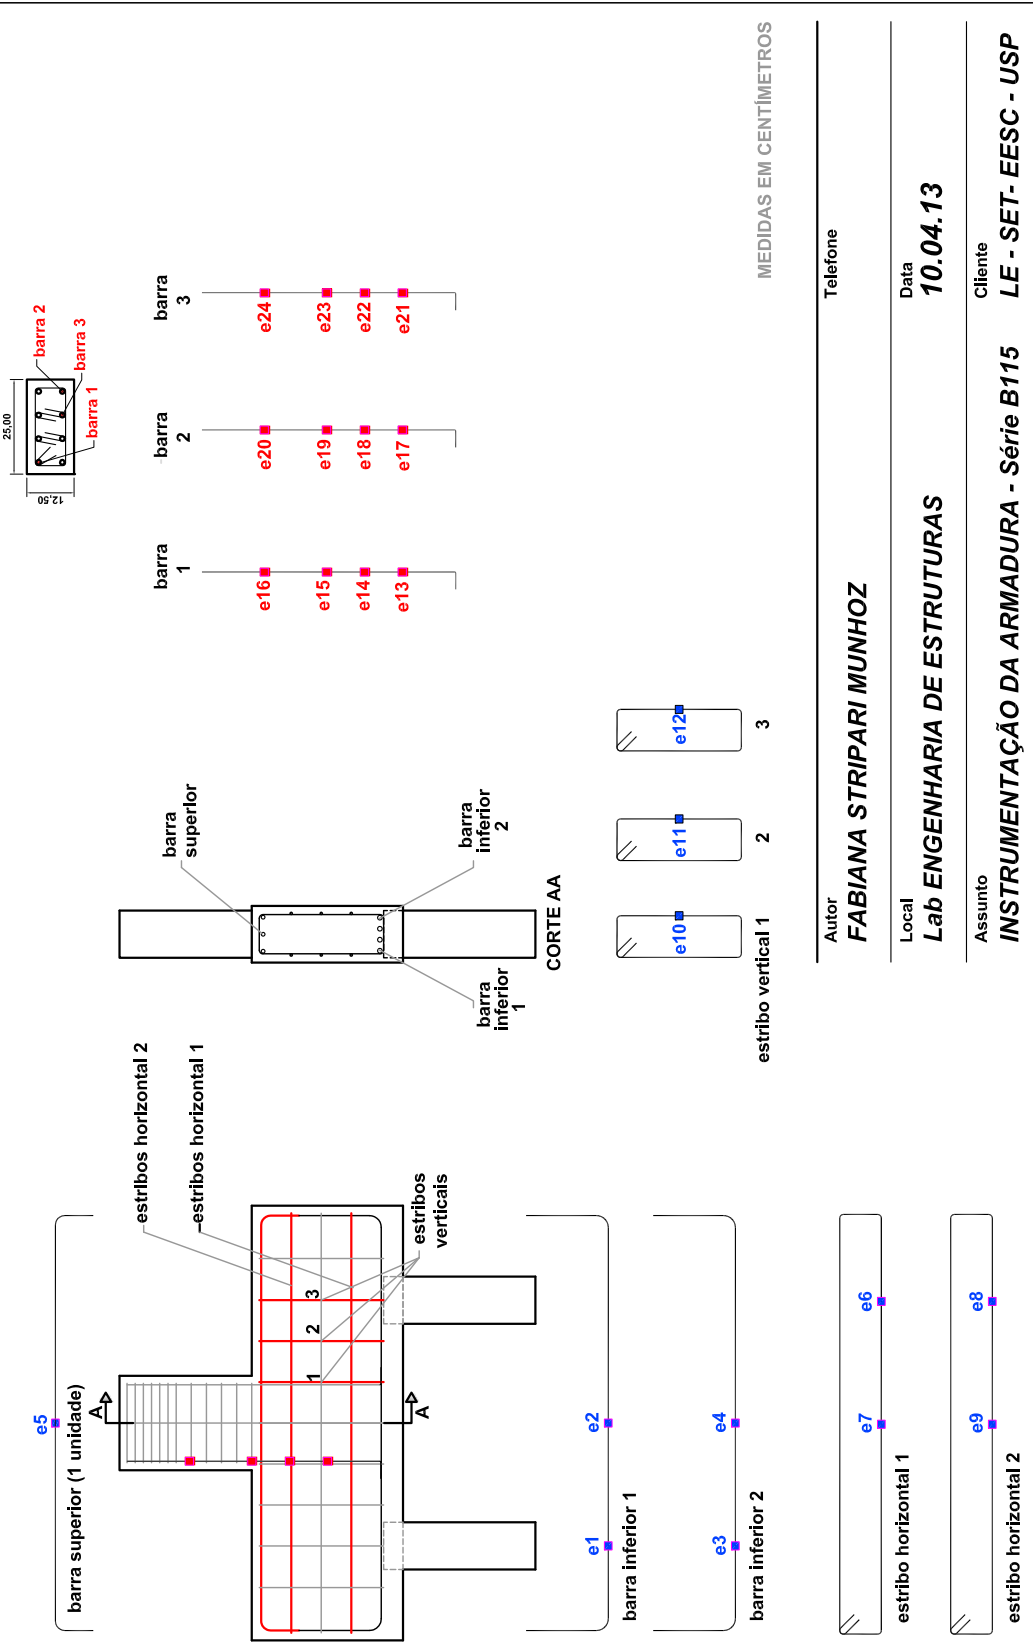 e5
barra superior (1 unidade)
A
A
1
2
3
estribos horizontal 2
estribos horizontal 1
estribos
verticais
barra
superior
barra
inferior
1
barra
inferior
2
CORTE AA
25,00
12,50
barra 1
barra 2
barra 3
barra
1
e16
e15
e14
e13
barra
2
e20
e19
e18
e17
barra
3
e24
e23
e22
e21
e1
e2
barra inferior 1
e3
e4
barra inferior 2
e7
e6
estribo horizontal 1
e9
e8
estribo horizontal 2
e10
e11
e12
estribo vertical 1
2
3
MEDIDAS EM CENTÍMETROS
Autor
FABIANA STRIPARI MUNHOZ
Telefone
Local
Lab ENGENHARIA DE ESTRUTURAS
Data
10.04.13
Assunto
INSTRUMENTAÇÃO DA ARMADURA - Série B115
Cliente
LE - SET- EESC - USP